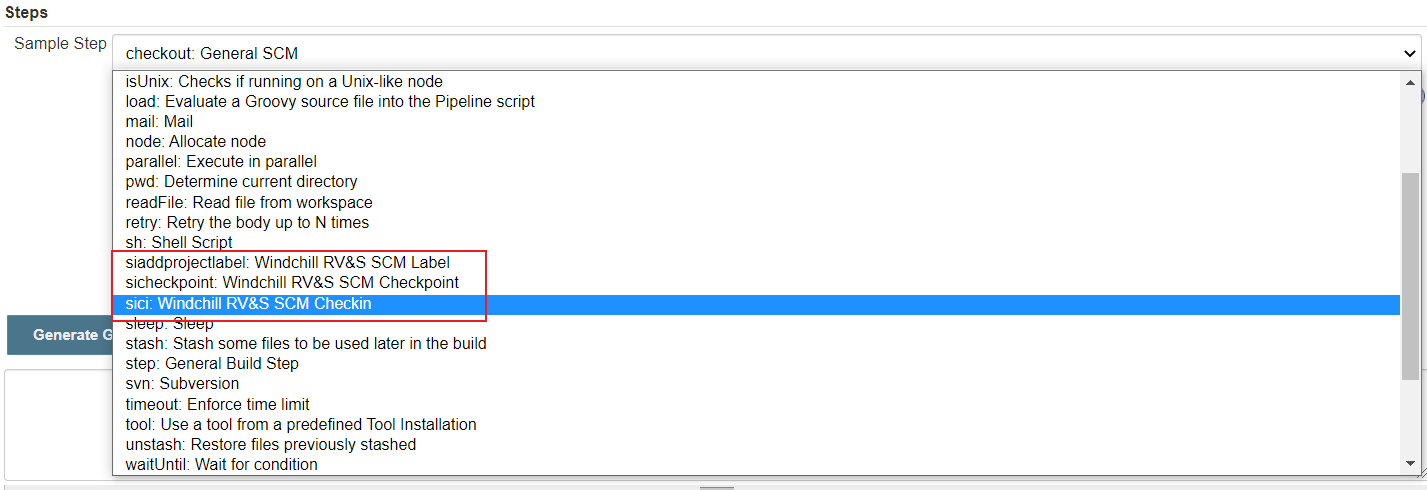 Steps
Sample Step
checkout: General SCM
isUnix: Checks if running on a Unix-like node
load: Evaluate a Groovy source file into the Pipeline script
mail: Mail
node: Allocate node
parallel: Execute in parallel
pwd: Determine current directory
readFile: Read file from workspace
retry: Retry the body up to N times
sh: Shell Script
siaddprojectlabel: Windchill RV&S SCM Label
sicheckpoint: Windchill RV&S SCM Checkpoint
sici: Windchill RV&S SCM Checkin
sleep: Sleep
Generate G
stash: Stash some files to be used later in the build
step: General Build Step
svn: Subversion
timeout: Enforce time limit
tool: Use a tool from a predefined Tool Installation
unstash: Restore files previously stashed
waitUntil: Wait for condition